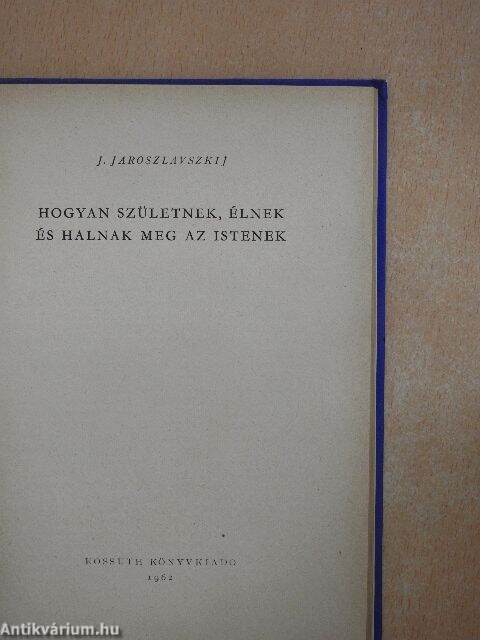 J. JAROSZLAVSZKIJ
HOGYAN SZÜLETNEK, ÉLNEK
ÉS HALNAK MEG AZ ISTENEK
KOSSUTH KÖNYVKIADÓ
1962
Antikvárium.hu